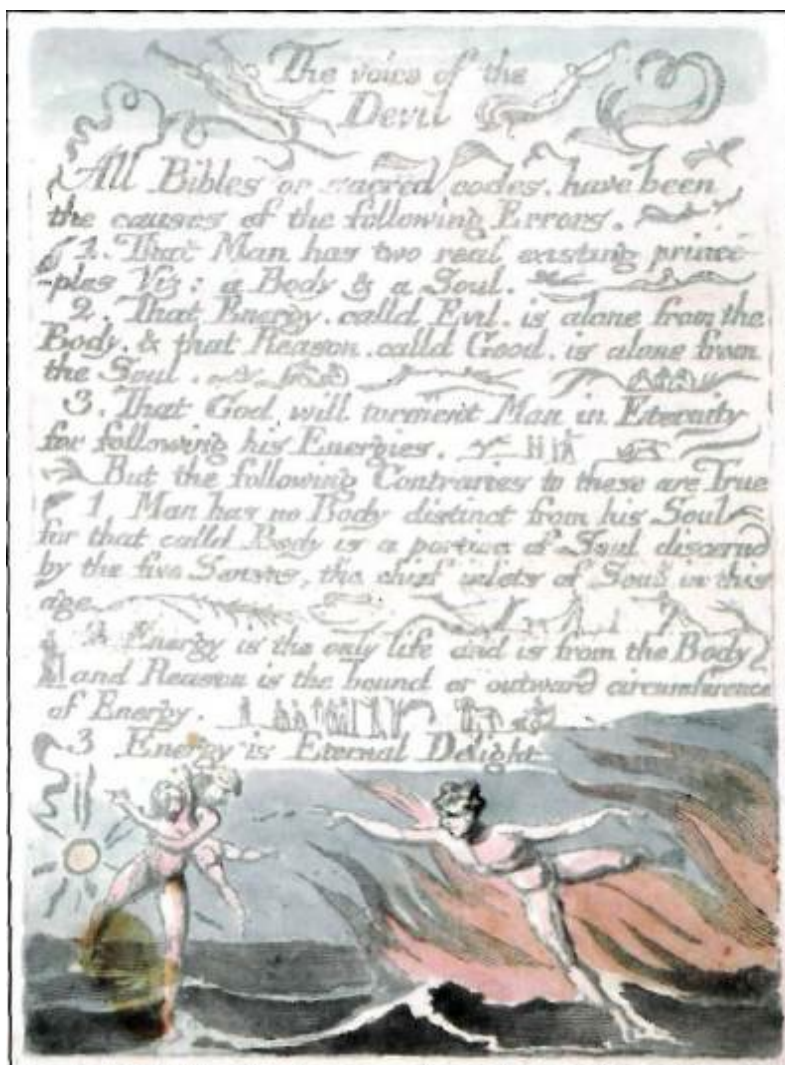 The voice of the
Devil
All Bibles or sacred codes. have been
the causes of the following Errors.
1. That Man has two real existing princi-
-ples Viz: a Body & a Soul.
2. That Energy. calld Evil. is alone from the
Body. & that Reason. calld Good. is alone from
the Soul.
3. That God will torment Man in Eternity
for following his Energies.
But the following Contraries to these are True
1 Man has no Body distinct from his Soul
for that calld Body is a portion of Soul discernd
by the five Senses, the chief inlets of Soul in this
age
2. Energy is the only life and is from the Body
and Reason is the bound or outward circumference
of Energy.
3 Energy is Eternal Delight